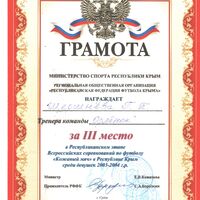 ГРАМОТА
МИНИСТЕРСТВО СПОРТА РЕСПУБЛИКИ КРЫМ
РЕГИОНАЛЬНАЯ ОБЩЕСТВЕННАЯ ОРГАНИЗАЦИЯ
«РЕСПУБЛИКАНСКАЯ ФЕДЕРАЦИЯ ФУТБОЛА КРЫМА»
НАГРАЖДАЕТ
Тренера команды
за III место
в Республиканском этапе
Всероссийских соревнований по футболу
«Кожаный мяч» в Республике Крым
среди девушек 2003-2004 г.р.
Министр
Президент РФФК